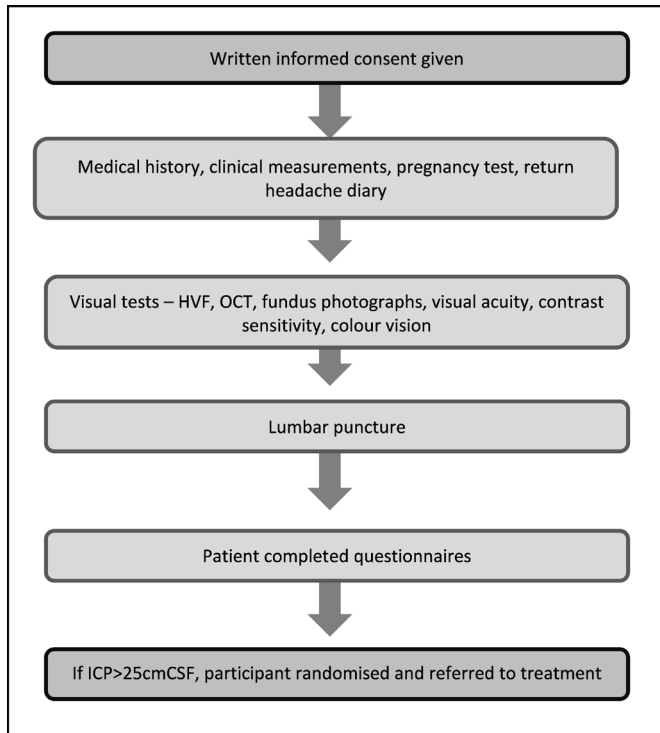 Written informed consent given
Medical history, clinical measurements, pregnancy test, return
headache diary
Visual tests – HVF, OCT, fundus photographs, visual acuity, contrast
sensitivity, colour vision
Lumbar puncture
Patient completed questionnaires
If ICP>25cmCSF, participant randomised and referred to treatment